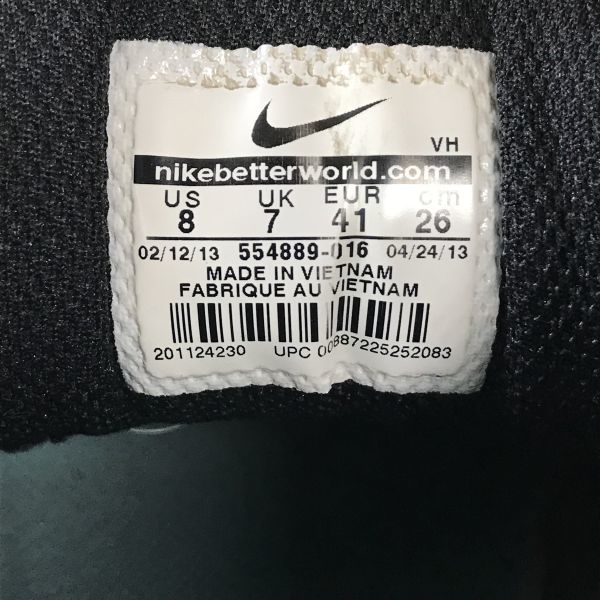 VH
nikebetterworld.com
US UK EUR cm
8 7 41 26
02/12/13 554889-016 04/24/13
MADE IN VIETNAM
FABRIQUE AU VIETNAM
201124230 UPC 00887225252083